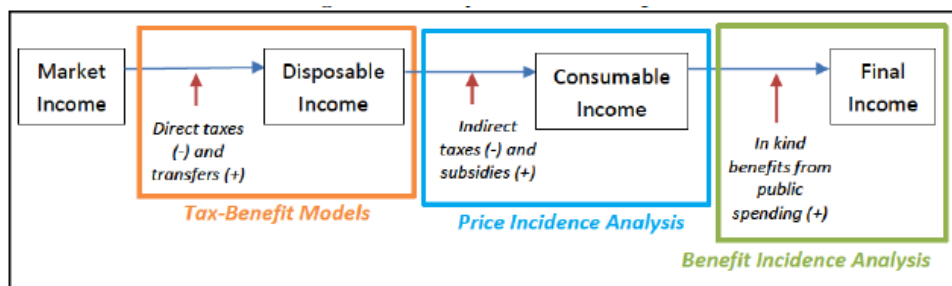 Market
Income
Direct taxes
(-) and
transfers (+)
Disposable
Income
Tax-Benefit Models
Indirect
taxes (-) and
subsidies (+)
Consumable
Income
Price Incidence Analysis
In kind
benefits from
public
spending (+)
Final
Income
Benefit Incidence Analysis